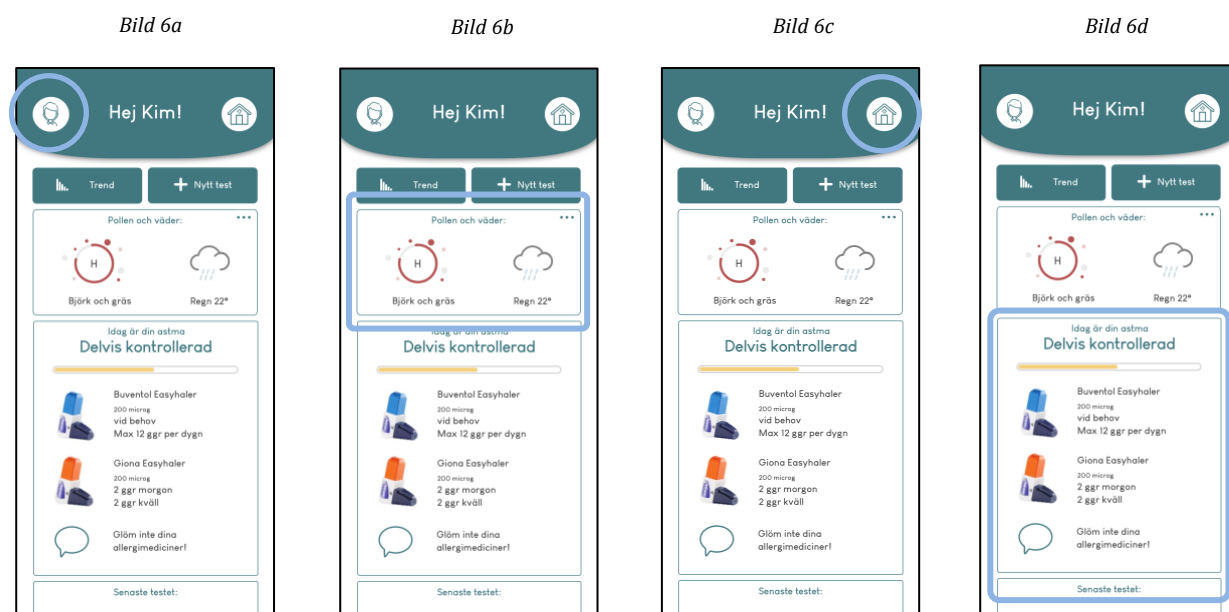 Bild 6a
Hej Kim!
Trend
Nytt test
Pollen och väder:
H
Björk och gräs
Regn 22°
Idag är din astma
Delvis kontrollerad
Buventol Easyhaler
200 microg
vid behov
Max 12 ggr per dygn
Giona Easyhaler
200 microg
2 ggr morgon
2 ggr kväll
Glöm inte dina
allergimediciner!
Senaste testet:
Bild 6b
Hej Kim!
Trend
Nytt test
Pollen och väder:
H
Björk och gräs
Regn 22°
Idag är din astma
Delvis kontrollerad
Buventol Easyhaler
200 microg
vid behov
Max 12 ggr per dygn
Giona Easyhaler
200 microg
2 ggr morgon
2 ggr kväll
Glöm inte dina
allergimediciner!
Senaste testet:
Bild 6c
Hej Kim!
Trend
Nytt test
Pollen och väder:
H
Björk och gräs
Regn 22°
Idag är din astma
Delvis kontrollerad
Buventol Easyhaler
200 microg
vid behov
Max 12 ggr per dygn
Giona Easyhaler
200 microg
2 ggr morgon
2 ggr kväll
Glöm inte dina
allergimediciner!
Senaste testet:
Bild 6d
Hej Kim!
Trend
Nytt test
Pollen och väder:
H
Björk och gräs
Regn 22°
Idag är din astma
Delvis kontrollerad
Buventol Easyhaler
200 microg
vid behov
Max 12 ggr per dygn
Giona Easyhaler
200 microg
2 ggr morgon
2 ggr kväll
Glöm inte dina
allergimediciner!
Senaste testet: